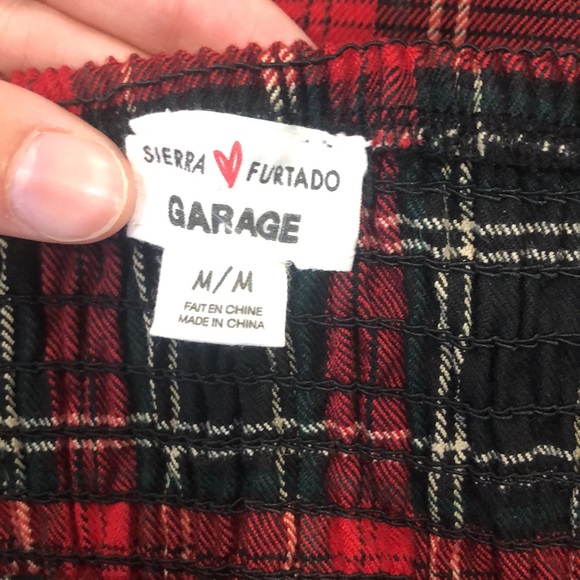 SIERRA FURTADO
GARAGE
M/M
FAIT EN CHINE
MADE IN CHINA